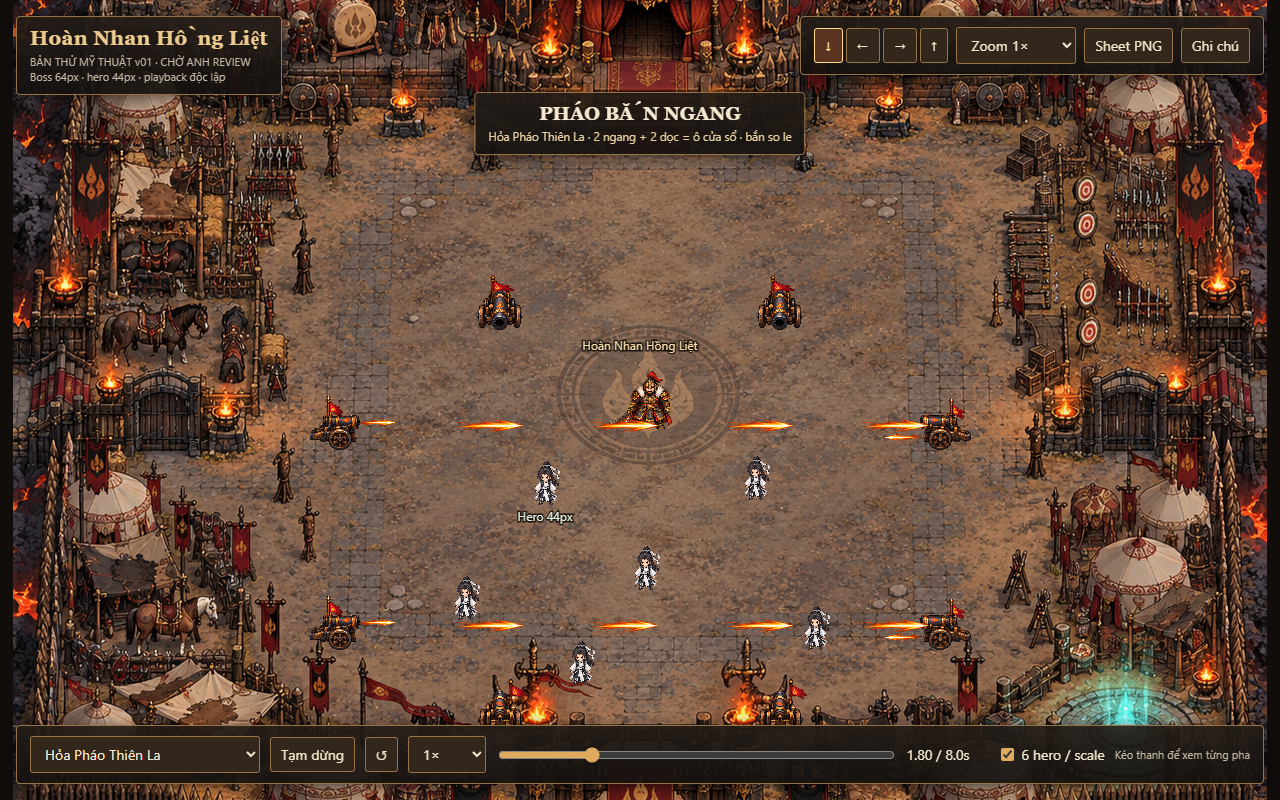 Hoàn Nhan Hồng Liệt
BẢN THỬ MỸ THUẬT v01 · CHỜ ANH REVIEW
Boss 64px · hero 44px · playback độc lập
↓ ← → ↑ Zoom 1× Sheet PNG Ghi chú
PHÁO BẮN NGANG
Hỏa Pháo Thiên La · 2 ngang + 2 dọc = ô cửa sổ · bắn so le
Hoàn Nhan Hồng Liệt
Hero 44px
Hỏa Pháo Thiên La Tạm dừng ↺ 1× 1.80 / 8.0s 6 hero / scale Kéo thanh để xem từng pha